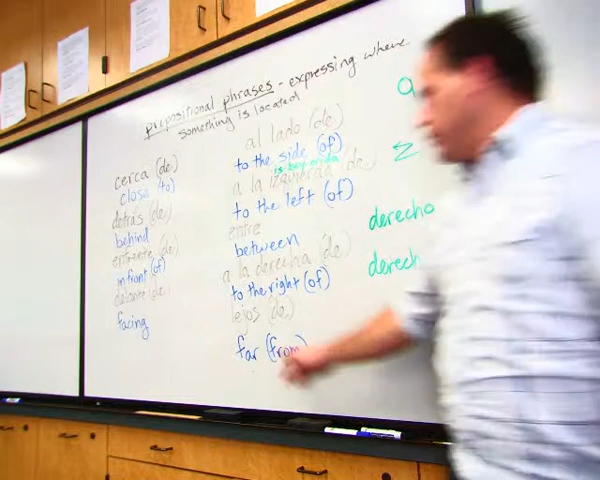 prepositional phrases - expressing where
something is located
cerca (de)
close (to)
detrás (de)
behind
enfrente (de)
in front (of)
delante (de)
facing
al lado (de)
to the side (of)
a la izquierda (de)
to the left (of)
entre
between
a la derecha (de)
to the right (of)
lejos (de)
far (from)
a
z
derecho
derech